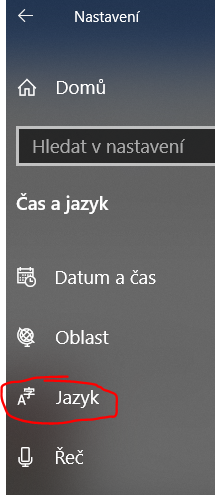 Nastavení
Domů
Hledat v nastavení
Čas a jazyk
Datum a čas
Oblast
Jazyk
Řeč